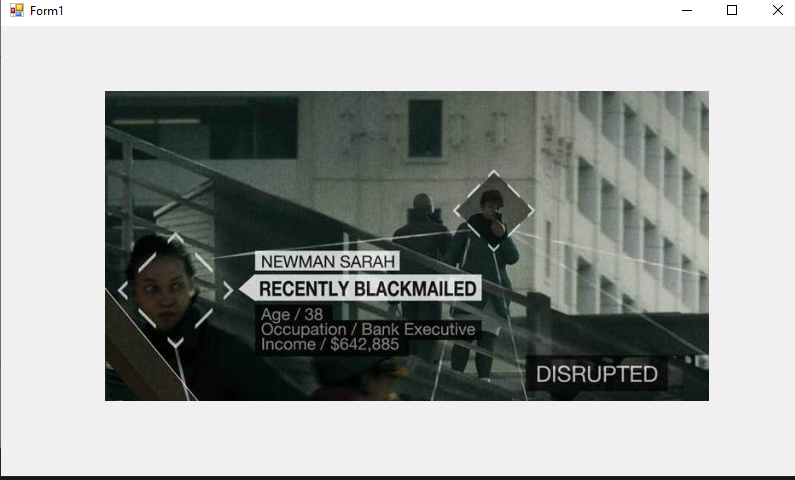 Form1
NEWMAN SARAH
RECENTLY BLACKMAILED
Age / 38
Occupation / Bank Executive
Income / $642,885
DISRUPTED